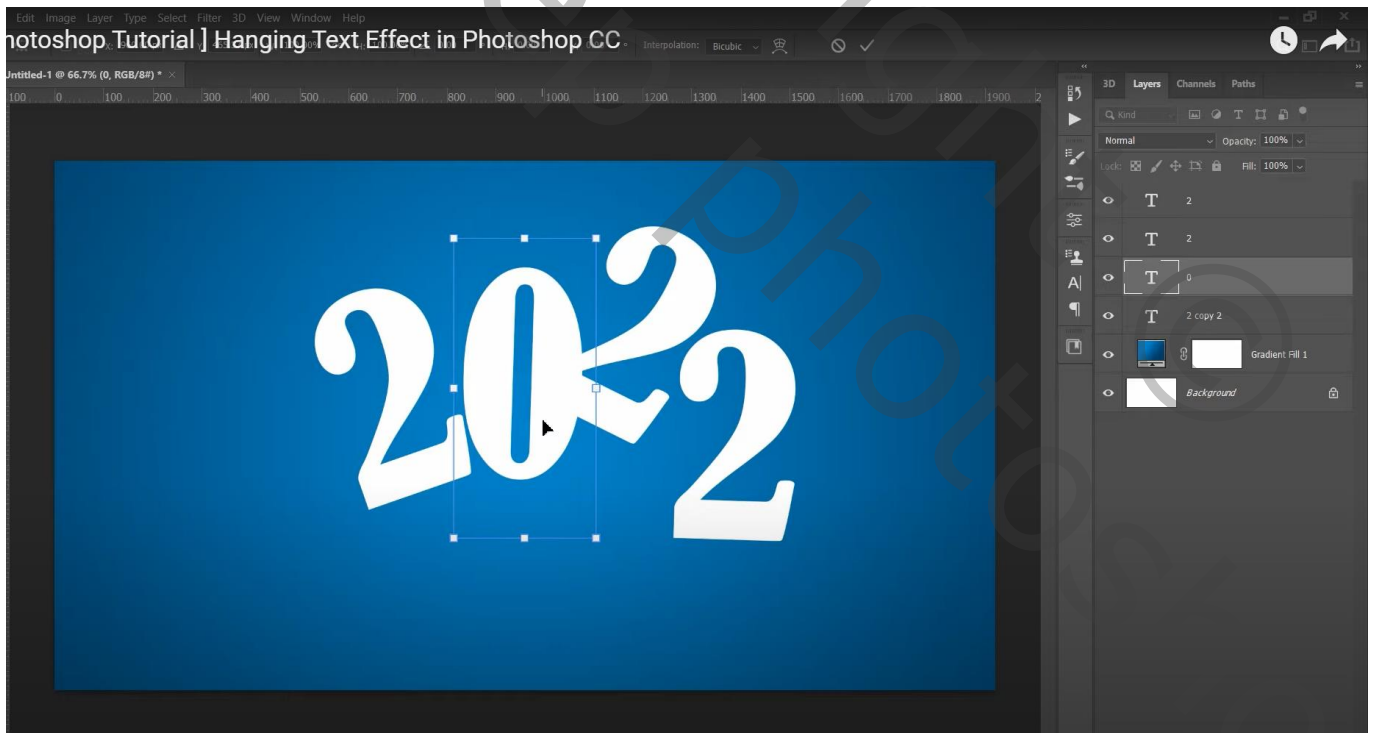 Edit Image Layer Type Select Filter 3D View Window Help
hotoshop Tutorial ] Hanging Text Effect in Photoshop CC
Interpolation: Bicubic
Untitled-1 @ 66.7% (0, RGB/8#) * ×
100 0 100 200 300 400 500 600 700 800 900 1000 1100 1200 1300 1400 1500 1600 1700 1800 1900 2
3D Layers Channels Paths
Kind
Normal Opacity: 100%
Lock: Fill: 100%
T 2
T 2
T 0
T 2 copy 2
Gradient Fill 1
Background
2022